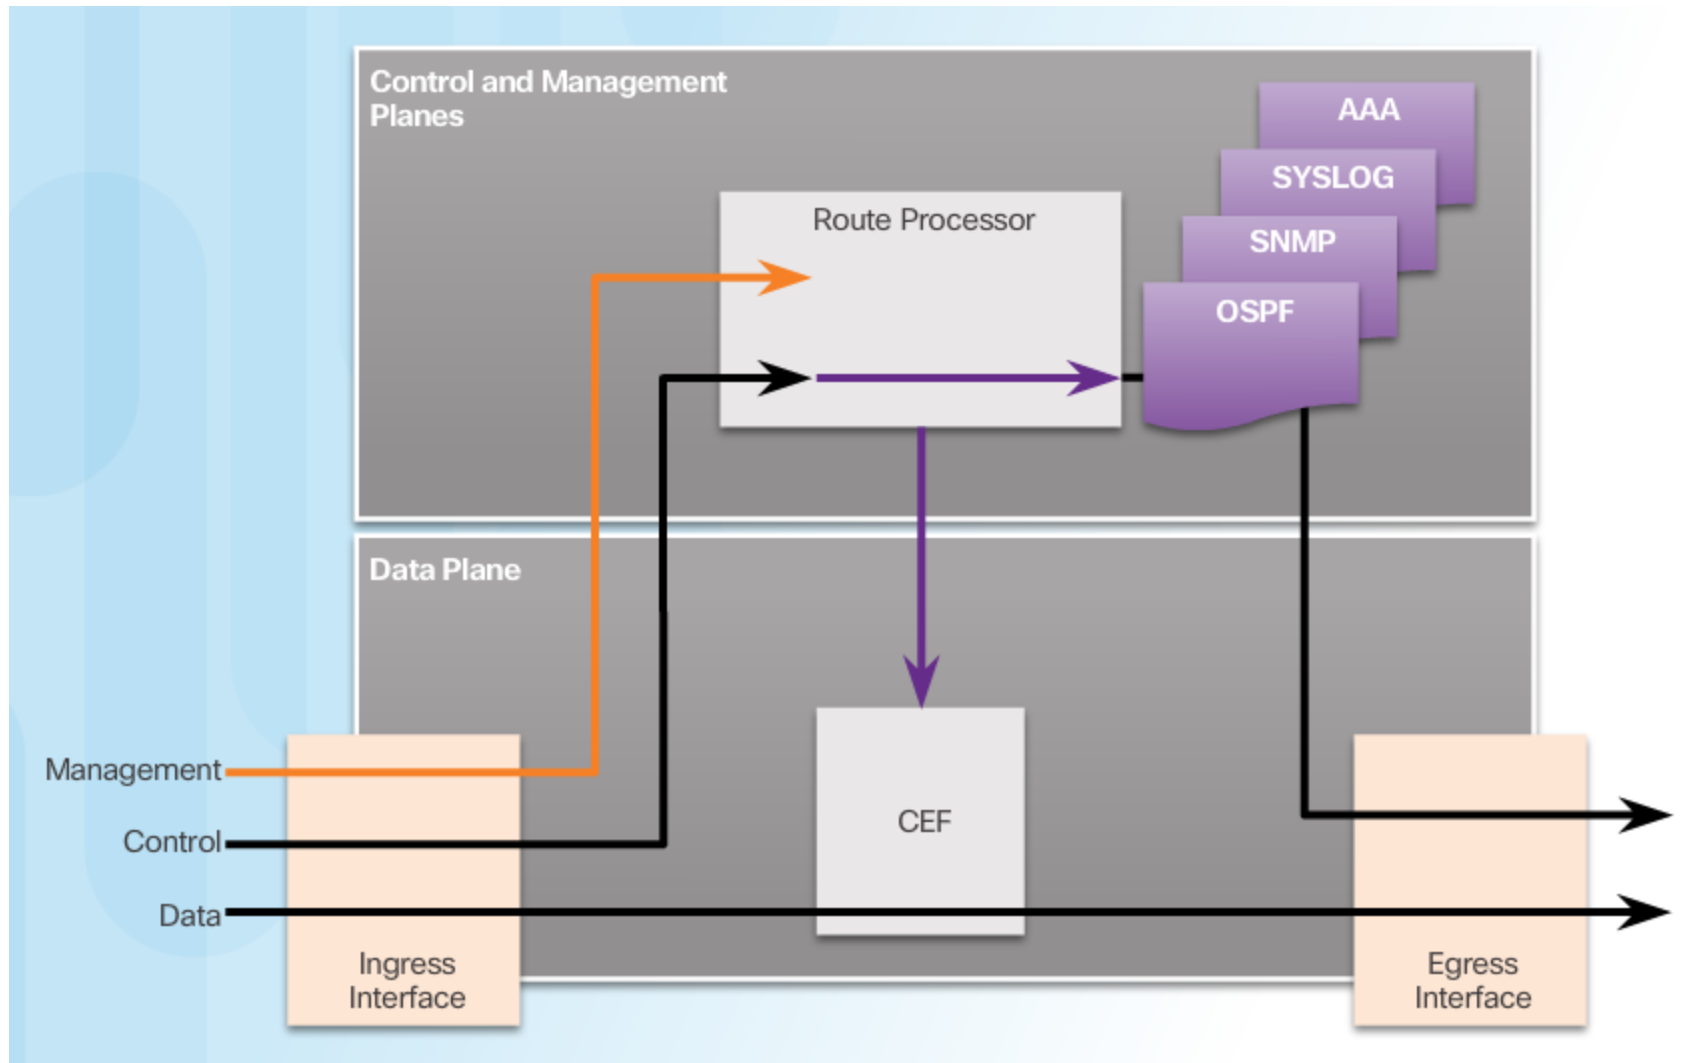 Control and Management
Planes
AAA
SYSLOG
SNMP
OSPF
Route Processor
Data Plane
CEF
Management
Control
Data
Ingress
Interface
Egress
Interface